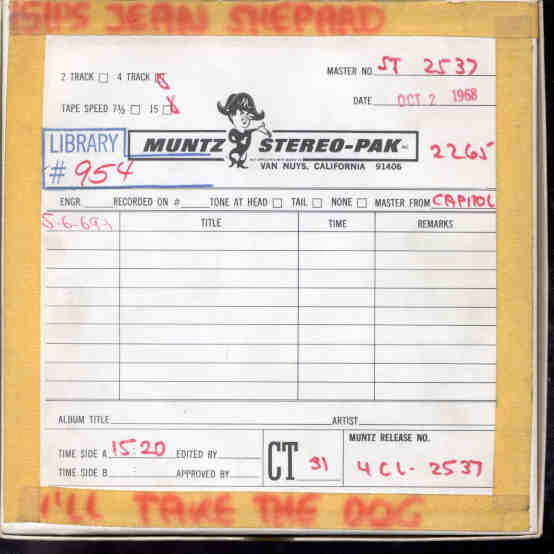 ISIPS JEAN SHEPARD
2 TRACK 4 TRACK
MASTER NO. ST 2537
TAPE SPEED 7½ 15
DATE OCT. 2 1968
LIBRARY
# 954
MUNTZ STEREO-PAK INC.
VAN NUYS, CALIFORNIA 91406
2265
ENGR. RECORDED ON # TONE AT HEAD TAIL NONE MASTER FROM CAPITOL
TITLE TIME REMARKS
ALBUM TITLE ARTIST
TIME SIDE A 15:20 EDITED BY
TIME SIDE B : APPROVED BY
CT 31
MUNTZ RELEASE NO.
4CL-2537
I'LL TAKE THE DOG